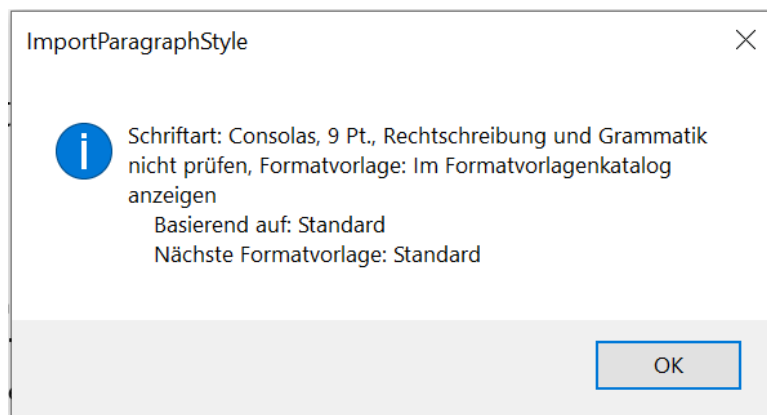 ImportParagraphStyle
Schriftart: Consolas, 9 Pt., Rechtschreibung und Grammatik
nicht prüfen, Formatvorlage: Im Formatvorlagenkatalog
anzeigen
Basierend auf: Standard
Nächste Formatvorlage: Standard
OK